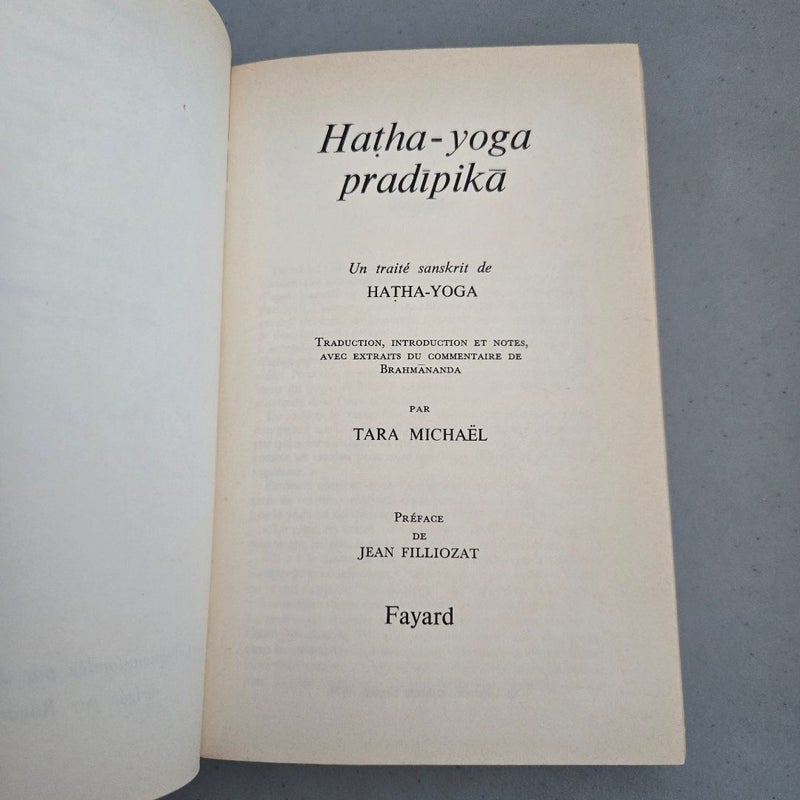 Haṭha-yoga
pradīpikā
Un traité sanskrit de
HAṬHA-YOGA
Traduction, introduction et notes,
avec extraits du commentaire de
Brahmānanda
par
TARA MICHAËL
Préface
de
JEAN FILLIOZAT
Fayard